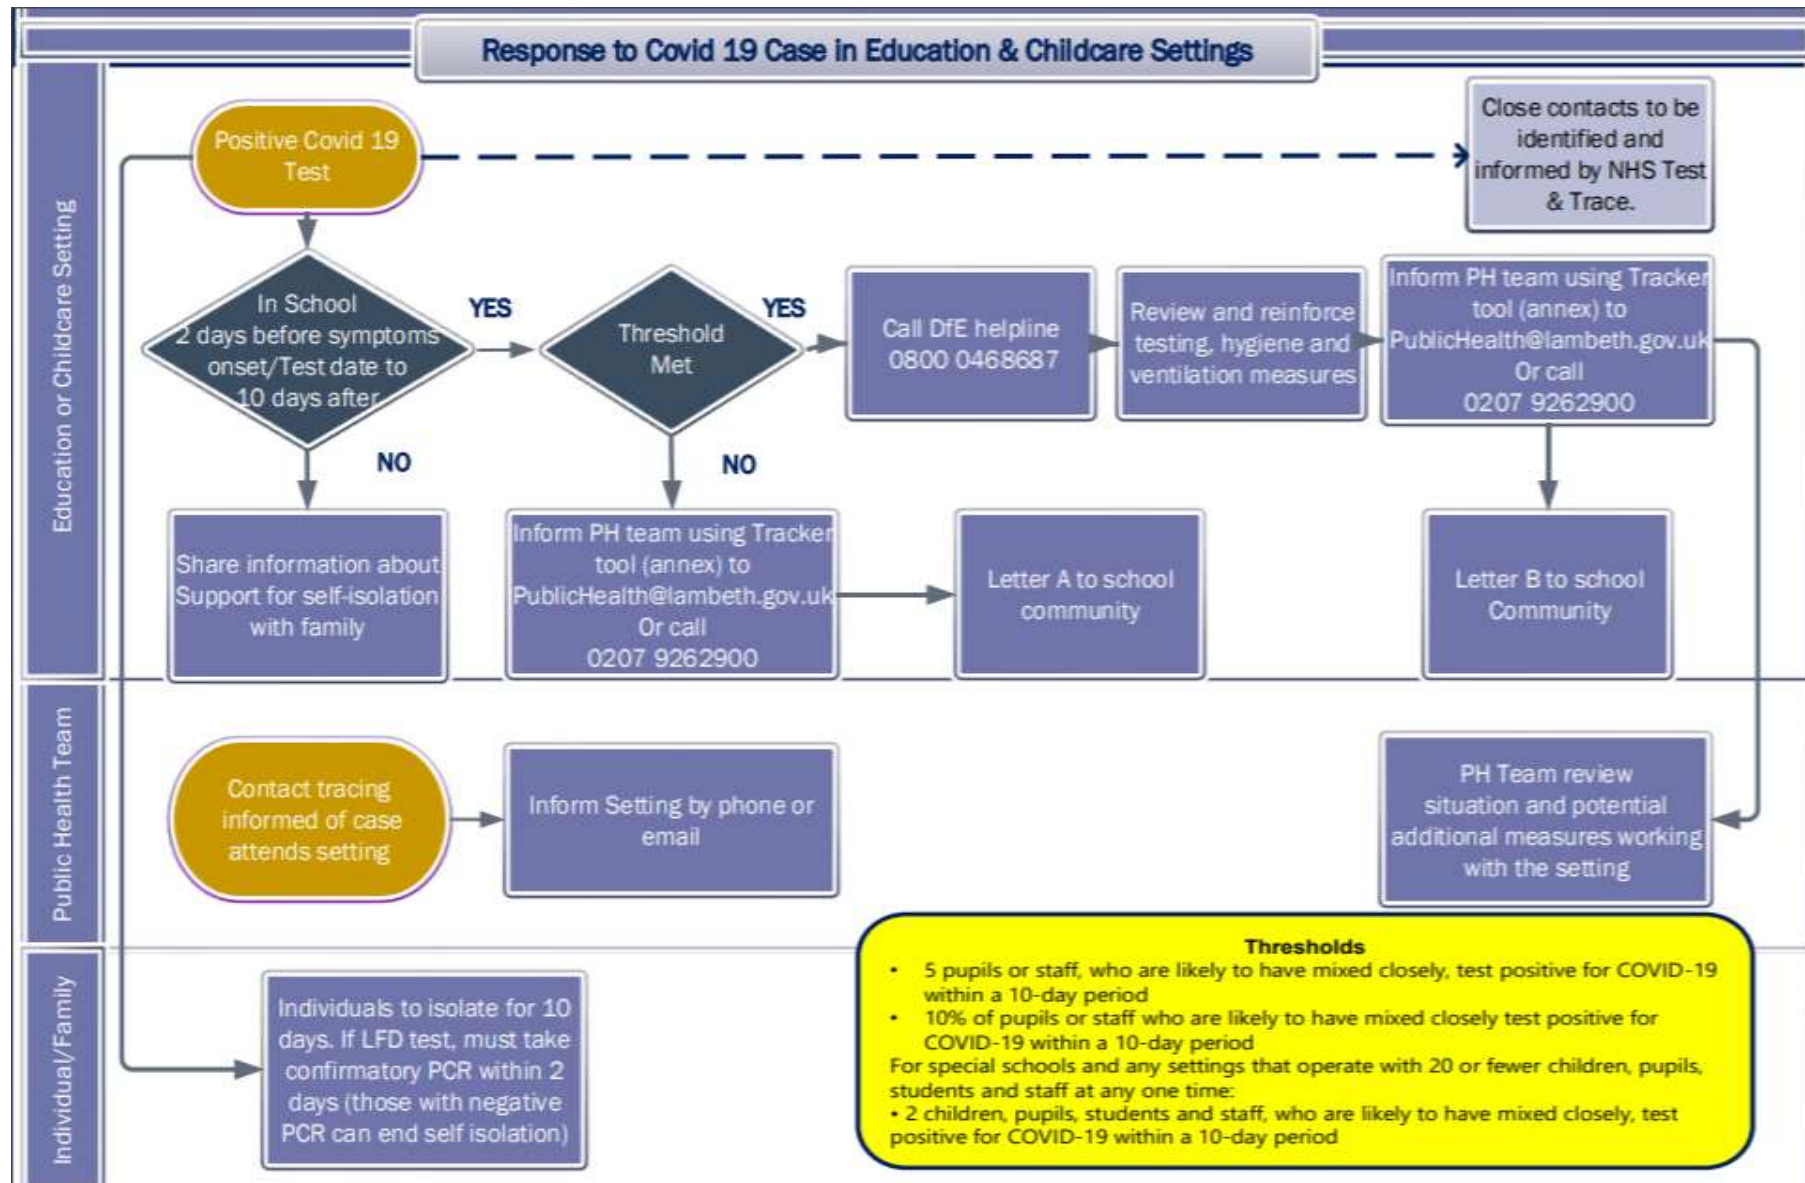 Response to Covid 19 Case in Education & Childcare Settings
Education or Childcare Setting
Positive Covid 19
Test
Close contacts to be
identified and
informed by NHS Test
& Trace.
In School
2 days before symptoms
onset/Test date to
10 days after
YES
NO
Threshold
Met
YES
NO
Call DfE helpline
0800 0468687
Review and reinforce
testing, hygiene and
ventilation measures
Inform PH team using Tracker
tool (annex) to
PublicHealth@lambeth.gov.uk
Or call
0207 9262900
Share information about
Support for self-isolation
with family
Inform PH team using Tracker
tool (annex) to
PublicHealth@lambeth.gov.uk
Or call
0207 9262900
Letter A to school
community
Letter B to school
Community
Public Health Team
Contact tracing
informed of case
attends setting
Inform Setting by phone or
email
PH Team review
situation and potential
additional measures working
with the setting
Individual/Family
Individuals to isolate for 10
days. If LFD test, must take
confirmatory PCR within 2
days (those with negative
PCR can end self isolation)
Thresholds
• 5 pupils or staff, who are likely to have mixed closely, test positive for COVID-19
within a 10-day period
• 10% of pupils or staff who are likely to have mixed closely test positive for
COVID-19 within a 10-day period
For special schools and any settings that operate with 20 or fewer children, pupils,
students and staff at any one time:
• 2 children, pupils, students and staff, who are likely to have mixed closely, test
positive for COVID-19 within a 10-day period